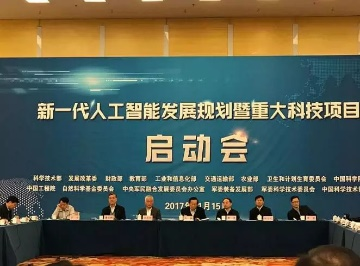 新一代人工智能发展规划暨重大科技项目
启动会
科学技术部 发展改革委 财政部 教育部 工业和信息化部 交通运输部 农业部 卫生和计划生育委员会 中国科学院
中国工程院 自然科学基金委员会 中央军民融合发展委员会办公室 军委装备发展部 军委科学技术委员会 中国科学技术